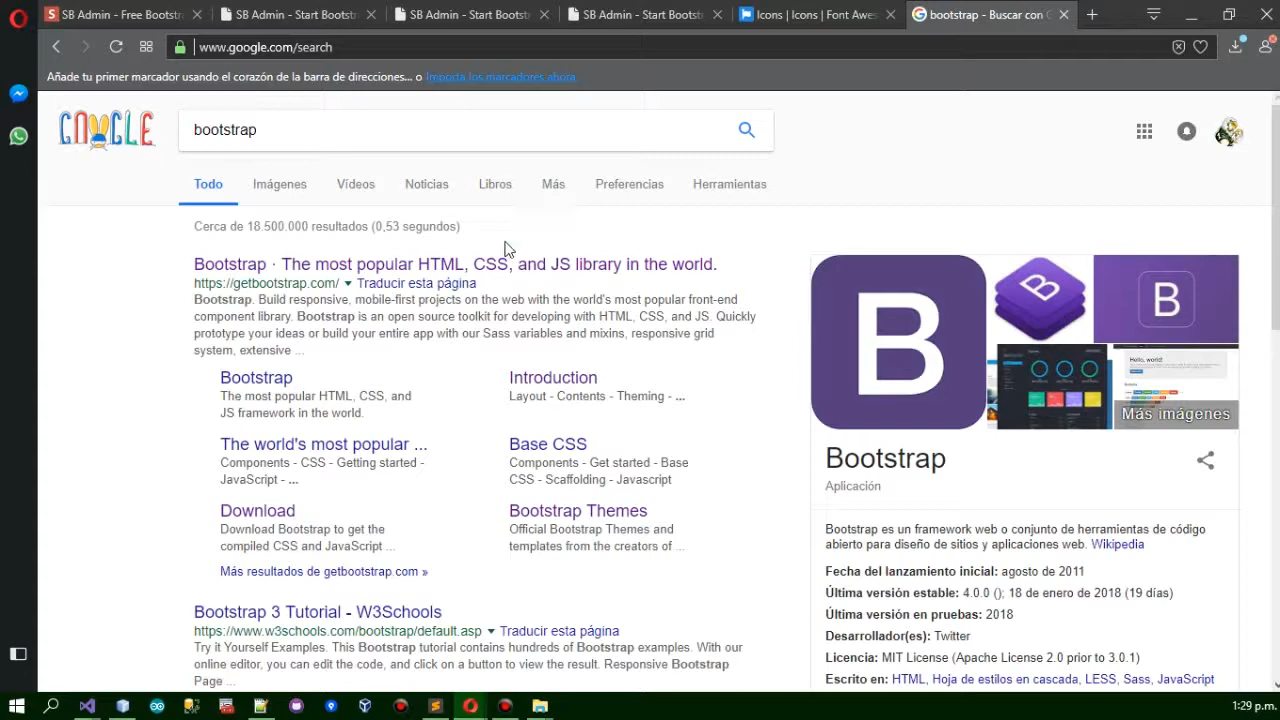 SB Admin - Free Bootstr
SB Admin - Start Bootstr
SB Admin - Start Bootstr
SB Admin - Start Bootstr
Icons | Icons | Font Awes
bootstrap - Buscar con G
www.google.com/search
Añade tu primer marcador usando el corazón de la barra de direcciones... o Importa los marcadores ahora.
bootstrap
Todo
Imágenes
Vídeos
Noticias
Libros
Más
Preferencias
Herramientas
Cerca de 18.500.000 resultados (0,53 segundos)
Bootstrap · The most popular HTML, CSS, and JS library in the world.
https://getbootstrap.com/ Traducir esta página
Bootstrap. Build responsive, mobile-first projects on the web with the world's most popular front-end
component library. Bootstrap is an open source toolkit for developing with HTML, CSS, and JS. Quickly
prototype your ideas or build your entire app with our Sass variables and mixins, responsive grid
system, extensive ...
Bootstrap
The most popular HTML, CSS, and
JS framework in the world.
Introduction
Layout - Contents - Theming - ...
The world's most popular ...
Components - CSS - Getting started -
JavaScript - ...
Base CSS
Components - Get started - Base
CSS - Scaffolding - Javascript
Download
Download Bootstrap to get the
compiled CSS and JavaScript ...
Bootstrap Themes
Official Bootstrap Themes and
templates from the creators of ...
Más resultados de getbootstrap.com »
Bootstrap 3 Tutorial - W3Schools
https://www.w3schools.com/bootstrap/default.asp Traducir esta página
Try it Yourself Examples. This Bootstrap tutorial contains hundreds of Bootstrap examples. With our
online editor, you can edit the code, and click on a button to view the result. Responsive Bootstrap
Page ...
B
B
B
Hello, world!
Más imágenes
Bootstrap
Aplicación
Bootstrap es un framework web o conjunto de herramientas de código
abierto para diseño de sitios y aplicaciones web. Wikipedia
Fecha del lanzamiento inicial: agosto de 2011
Última versión estable: 4.0.0 (); 18 de enero de 2018 (19 días)
Última versión en pruebas: 2018
Desarrollador(es): Twitter
Licencia: MIT License (Apache License 2.0 prior to 3.0.1)
Escrito en: HTML, Hoja de estilos en cascada, LESS, Sass, JavaScript
1:29 p.m.